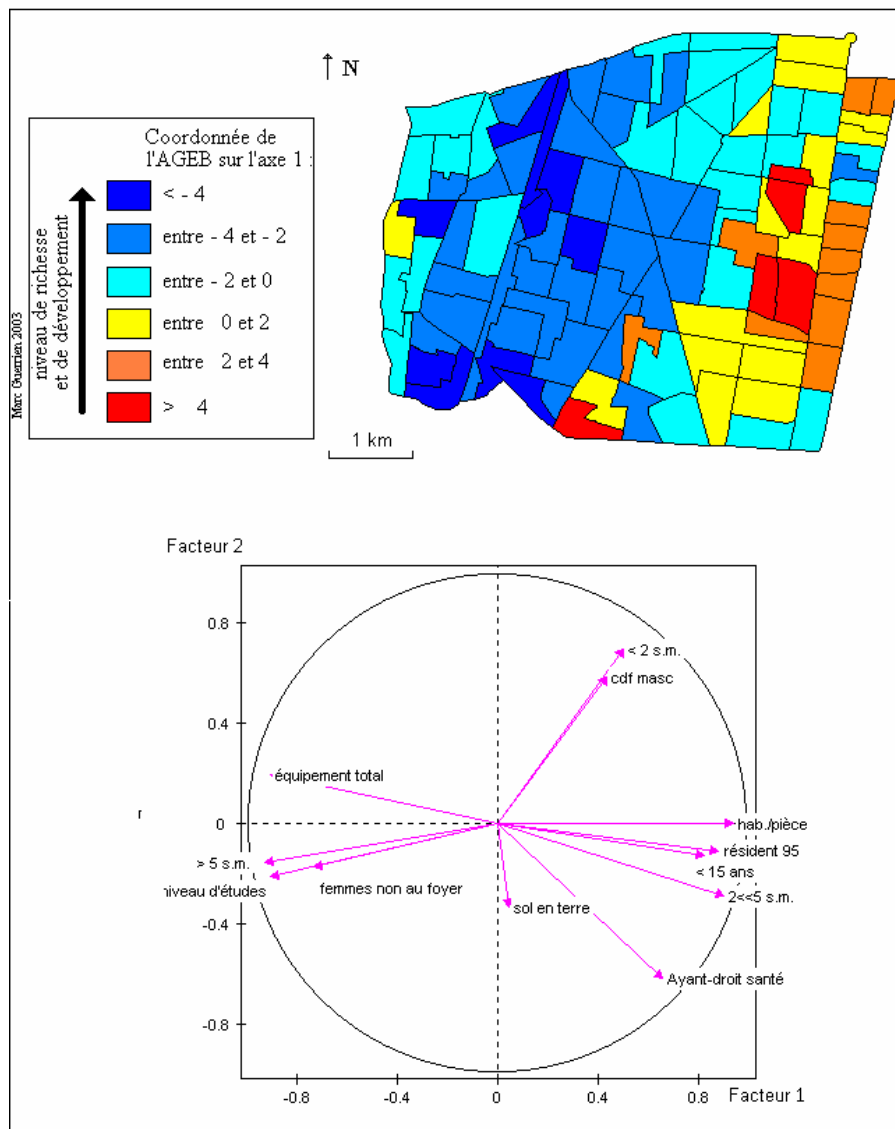 N
Coordonnée de
l'AGEB sur l'axe 1 :
< - 4
entre - 4 et - 2
entre - 2 et 0
entre 0 et 2
entre 2 et 4
> 4
niveau de richesse
et de développement
Marc Guerrien 2003
1 km
Facteur 2
0.8
0.4
0
-0.4
-0.8
r
< 2 s.m.
cdf masc
équipement total
hab./pièce
résident 95
< 15 ans
2<<5 s.m.
> 5 s.m.
niveau d'études
femmes non au foyer
sol en terre
Ayant-droit santé
-0.8
-0.4
0
0.4
0.8
Facteur 1